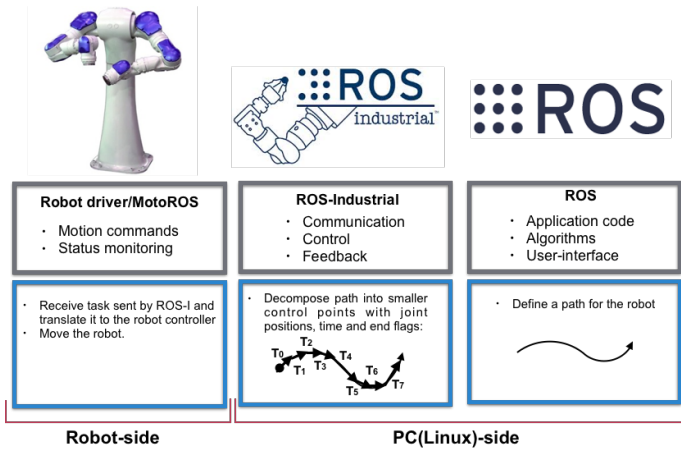 ROS
industrial™
ROS
Robot driver/MotoROS
· Motion commands
· Status monitoring
ROS-Industrial
· Communication
· Control
· Feedback
ROS
· Application code
· Algorithms
· User-interface
· Receive task sent by ROS-I and
translate it to the robot controller
· Move the robot.
· Decompose path into smaller
control points with joint
positions, time and end flags:
T0
T1
T2
T3
T4
T5
T6
T7
· Define a path for the robot
Robot-side
PC(Linux)-side